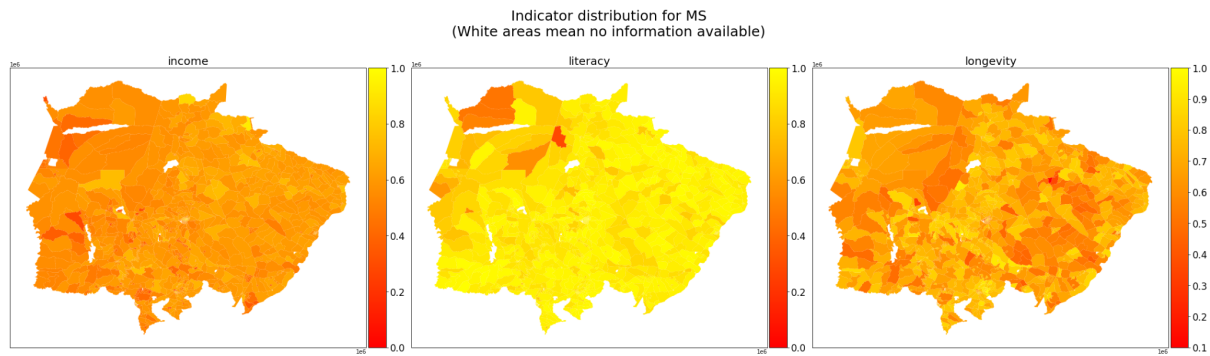 Indicator distribution for MS
(White areas mean no information available)
income
1e6
1.0
0.8
0.6
0.4
0.2
0.0
1e6
literacy
1e6
1.0
0.8
0.6
0.4
0.2
0.0
1e6
longevity
1e6
1.0
0.9
0.8
0.7
0.6
0.5
0.4
0.3
0.2
0.1
1e6